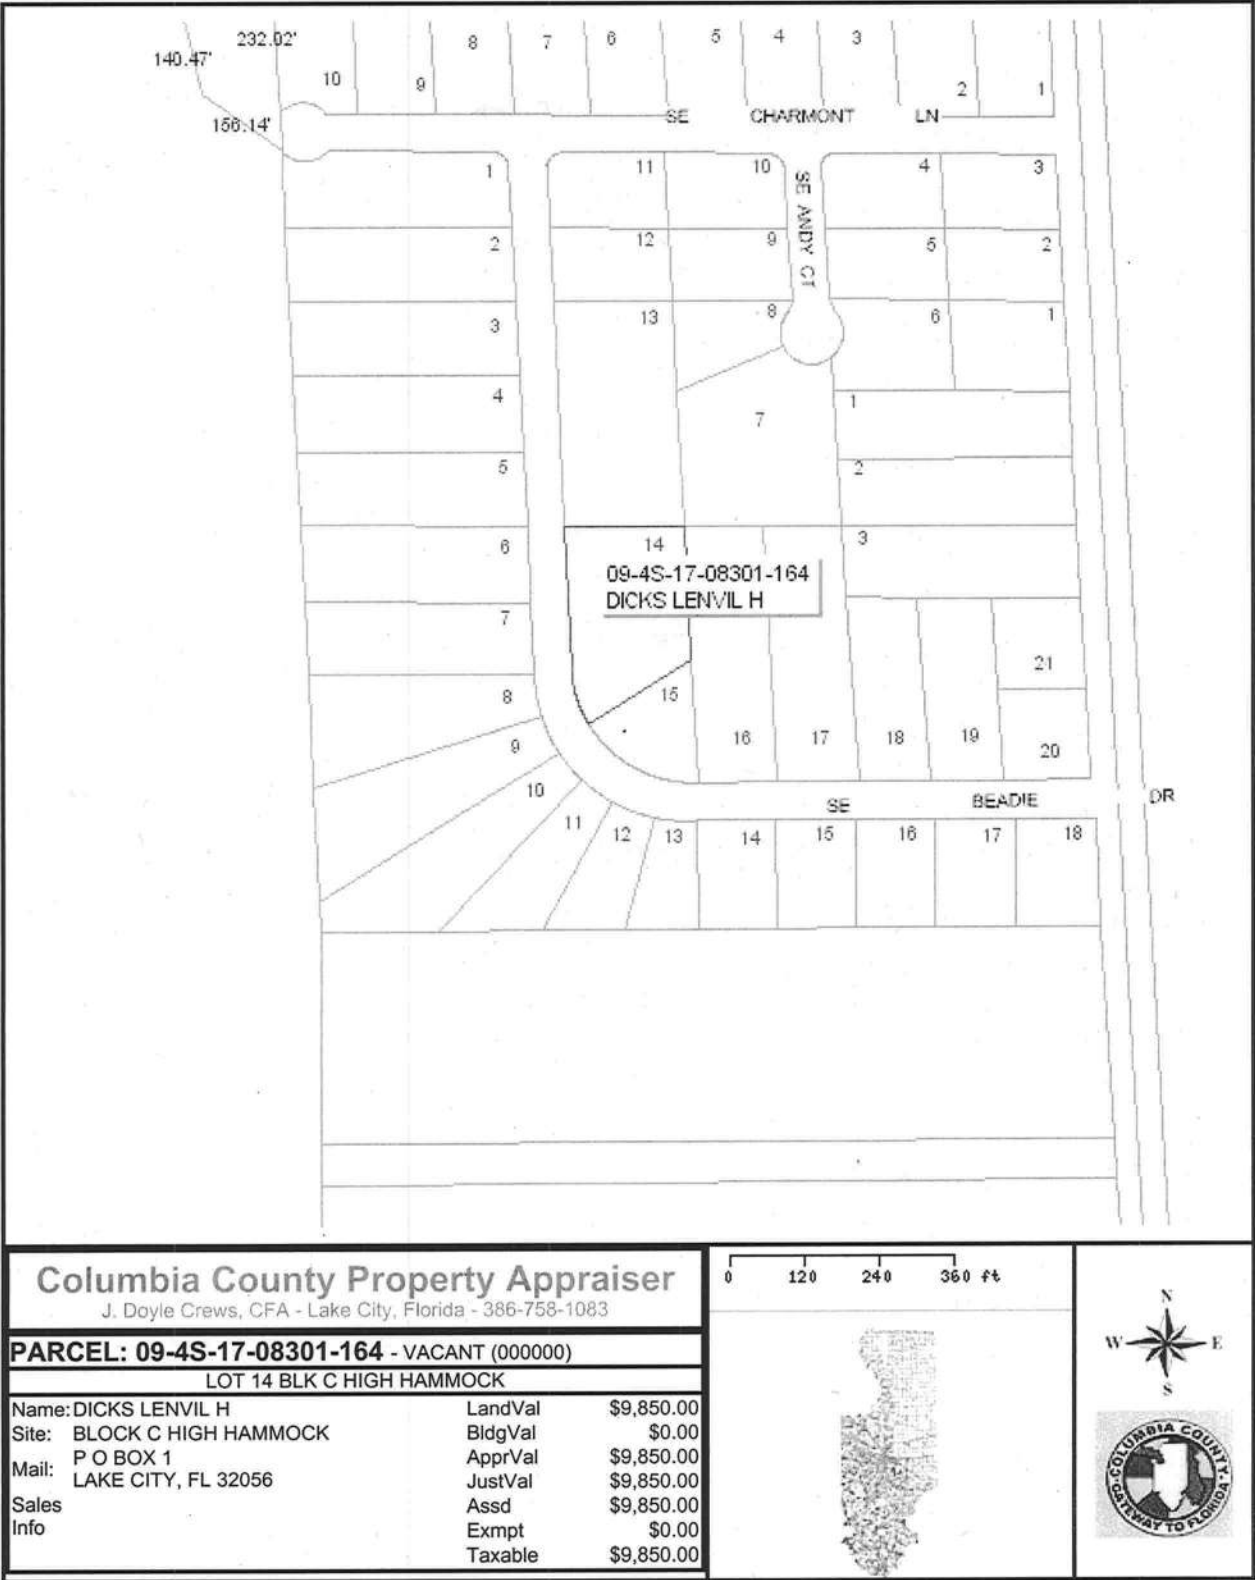 232.02'
140.47'
156.14'
10
9
8
7
6
5
4
3
2
1
SE CHARMONT LN
1
11
10
4
3
SE ANDY CT
2
12
9
5
2
3
13
8
6
1
4
7
1
5
2
6
14
3
09-4S-17-08301-164
DICKS LENVIL H
7
21
8
15
9
16
17
18
19
20
10
SE BEADIE DR
11
12
13
14
15
16
17
18
Columbia County Property Appraiser
J. Doyle Crews, CFA - Lake City, Florida - 386-758-1083
PARCEL: 09-4S-17-08301-164 - VACANT (000000)
LOT 14 BLK C HIGH HAMMOCK
Name: DICKS LENVIL H LandVal $9,850.00
Site: BLOCK C HIGH HAMMOCK BldgVal $0.00
Mail: P O BOX 1 ApprVal $9,850.00
LAKE CITY, FL 32056 JustVal $9,850.00
Sales Assd $9,850.00
Info Exmpt $0.00
Taxable $9,850.00
0 120 240 360 ft
N
W E
S
COLUMBIA COUNTY
GATEWAY TO FLORIDA